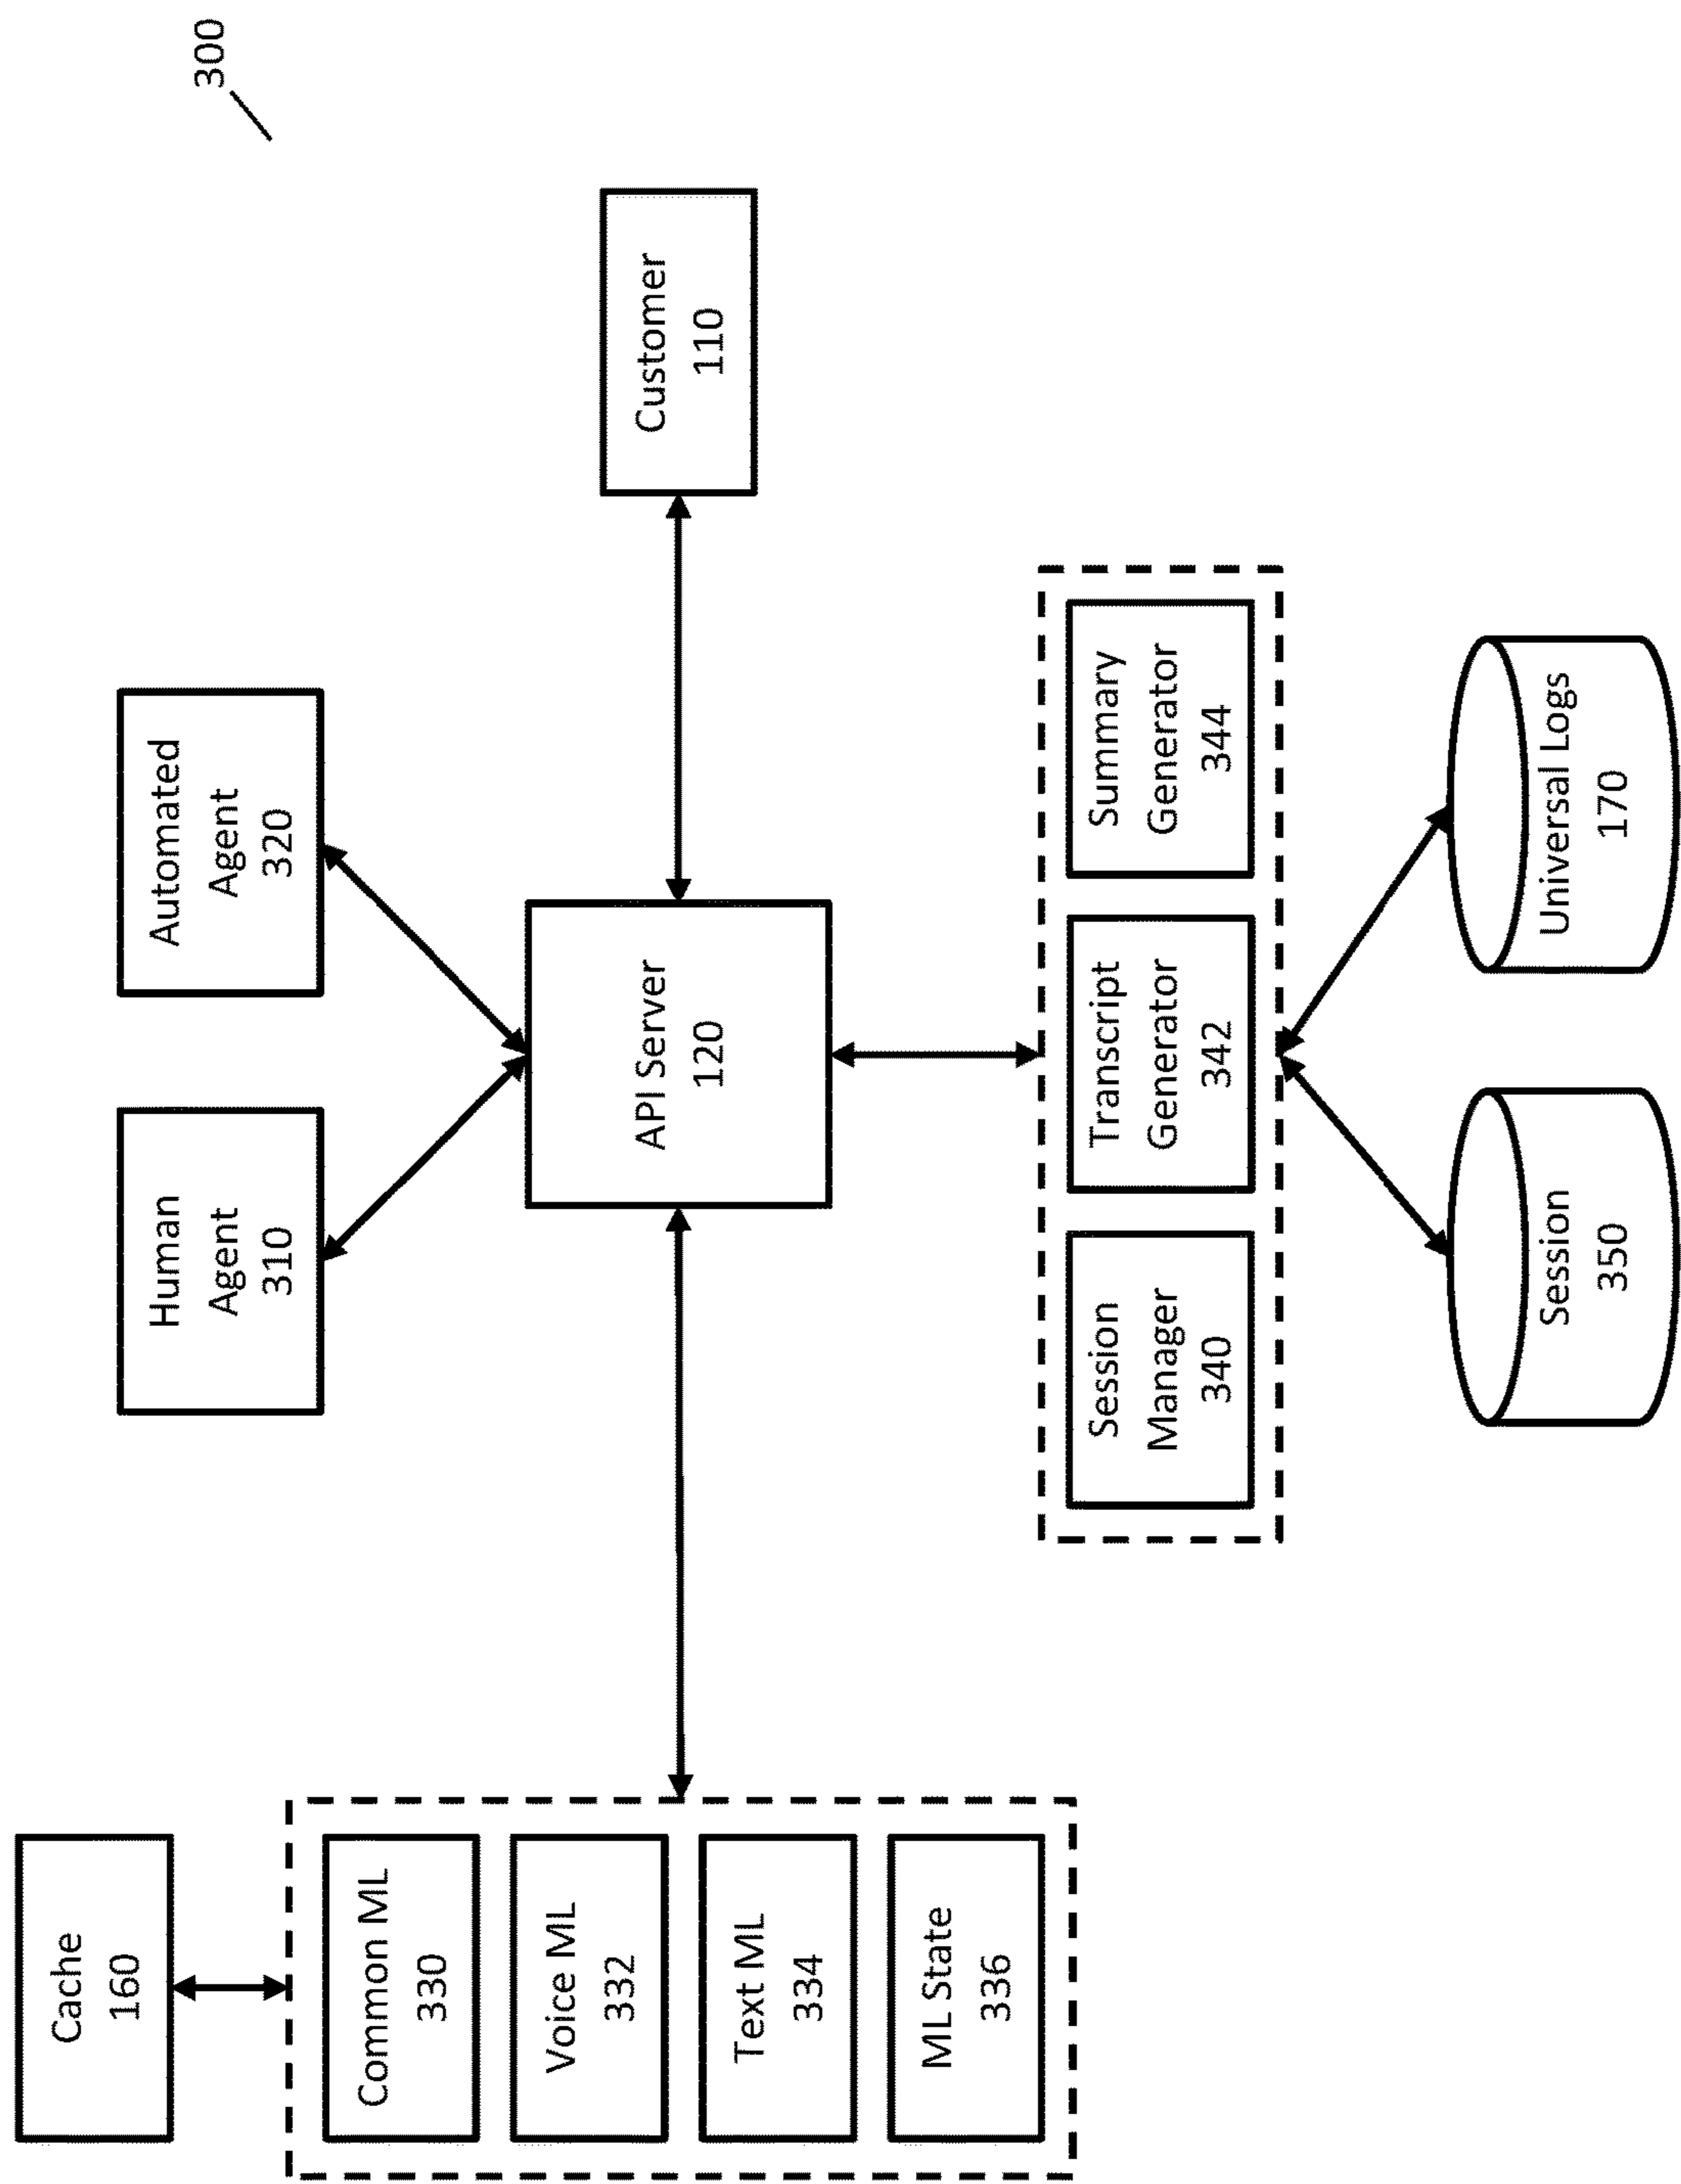 300
Cache
160
Common ML
330
Voice ML
332
Text ML
334
ML State
336
Human
Agent
310
Automated
Agent
320
API Server
120
Customer
110
Session
Manager
340
Transcript
Generator
342
Summary
Generator
344
Session
350
Universal Logs
170